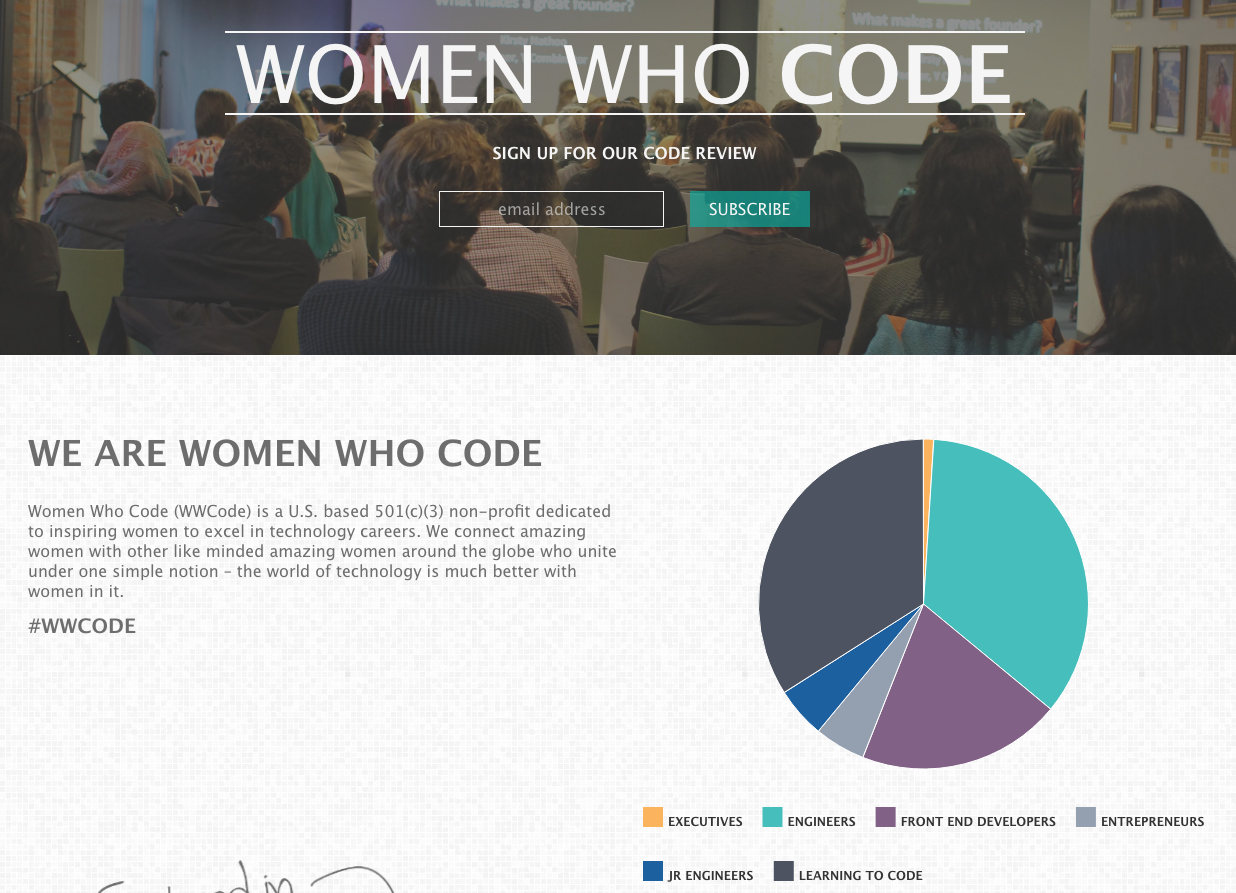 What makes a great founder?
What makes a great founder?
Kirsty Nathoo
WOMEN WHO CODE
SIGN UP FOR OUR CODE REVIEW
email address
SUBSCRIBE
WE ARE WOMEN WHO CODE
Women Who Code (WWCode) is a U.S. based 501(c)(3) non-profit dedicated
to inspiring women to excel in technology careers. We connect amazing
women with other like minded amazing women around the globe who unite
under one simple notion – the world of technology is much better with
women in it.
#WWCODE
EXECUTIVES
ENGINEERS
FRONT END DEVELOPERS
ENTREPRENEURS
JR ENGINEERS
LEARNING TO CODE